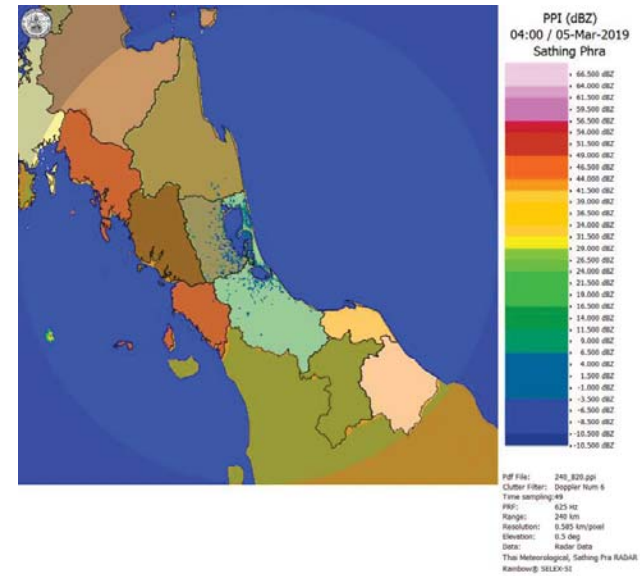 PPI (dBZ)
04:00 / 05-Mar-2019
Sathing Phra
66.500 dBZ
64.000 dBZ
61.500 dBZ
59.500 dBZ
56.500 dBZ
54.000 dBZ
51.500 dBZ
49.000 dBZ
46.500 dBZ
44.000 dBZ
41.500 dBZ
39.000 dBZ
36.500 dBZ
34.000 dBZ
31.500 dBZ
29.000 dBZ
26.500 dBZ
24.000 dBZ
21.500 dBZ
19.000 dBZ
16.500 dBZ
14.000 dBZ
11.500 dBZ
9.000 dBZ
6.500 dBZ
4.000 dBZ
1.500 dBZ
-1.000 dBZ
-3.500 dBZ
-6.500 dBZ
-8.500 dBZ
-10.500 dBZ
-10.500 dBZ
Pdf File: 240_820.ppi
Clutter Filter: Doppler Num 6
Time sampling:49
PRF: 625 Hz
Range: 240 km
Resolution: 0.585 km/pixel
Elevation: 0.5 deg
Data: Radar Data
Thai Meteorological, Sathing Pra RADAR
Rainbow® SELEX-SI